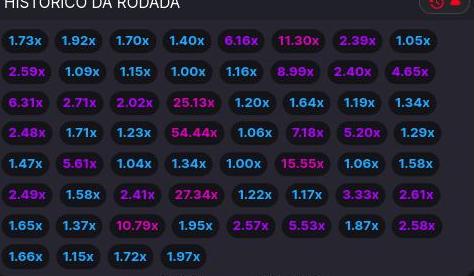 HISTÓRICO DA RODADA
1.73x 1.92x 1.70x 1.40x 6.16x 11.30x 2.39x 1.05x
2.59x 1.09x 1.15x 1.00x 1.16x 8.99x 2.40x 4.65x
6.31x 2.71x 2.02x 25.13x 1.20x 1.64x 1.19x 1.34x
2.48x 1.71x 1.23x 54.44x 1.06x 7.18x 5.20x 1.29x
1.47x 5.61x 1.04x 1.34x 1.00x 15.55x 1.06x 1.58x
2.49x 1.58x 2.41x 27.34x 1.22x 1.17x 3.33x 2.61x
1.65x 1.37x 10.79x 1.95x 2.57x 5.53x 1.87x 2.58x
1.66x 1.15x 1.72x 1.97x